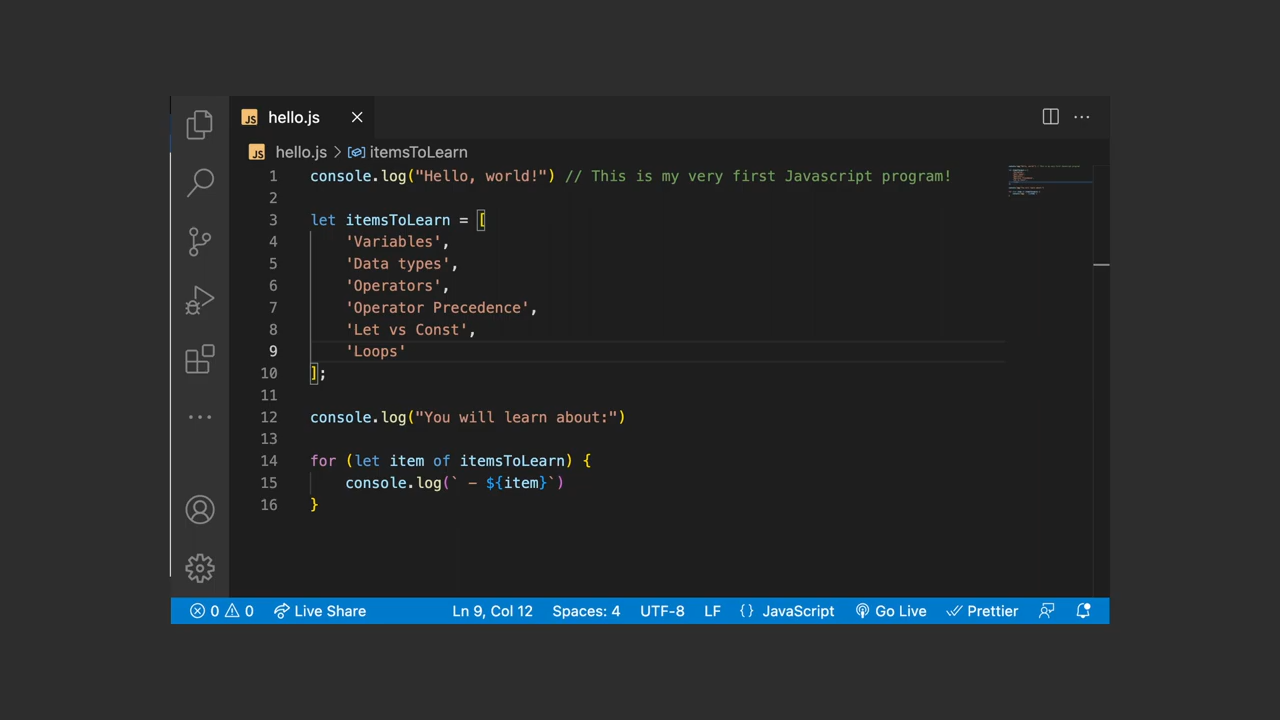 JS hello.js
JS hello.js > itemsToLearn
1 console.log("Hello, world!") // This is my very first Javascript program!
2
3 let itemsToLearn = [
4     'Variables',
5     'Data types',
6     'Operators',
7     'Operator Precedence',
8     'Let vs Const',
9     'Loops'
10 ];
11
12 console.log("You will learn about:")
13
14 for (let item of itemsToLearn) {
15     console.log(` - ${item}`)
16 }
0 0 Live Share Ln 9, Col 12 Spaces: 4 UTF-8 LF {} JavaScript Go Live Prettier